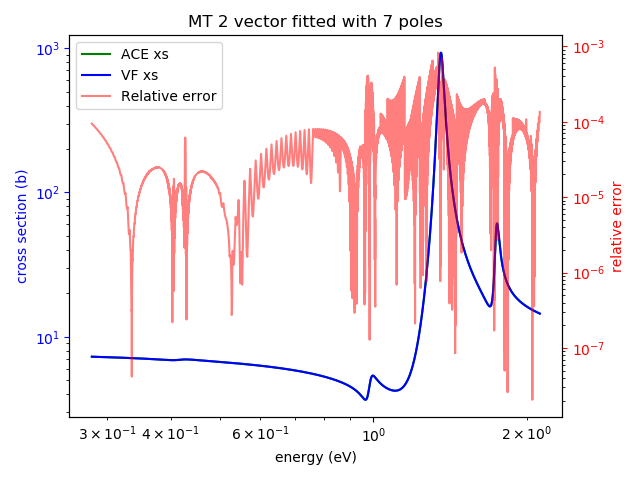 MT 2 vector fitted with 7 poles
ACE xs
VF xs
Relative error
10³
10²
10¹
cross section (b)
10⁻³
10⁻⁴
10⁻⁵
10⁻⁶
10⁻⁷
relative error
3 × 10⁻¹ 4 × 10⁻¹ 6 × 10⁻¹ 10⁰ 2 × 10⁰
energy (eV)